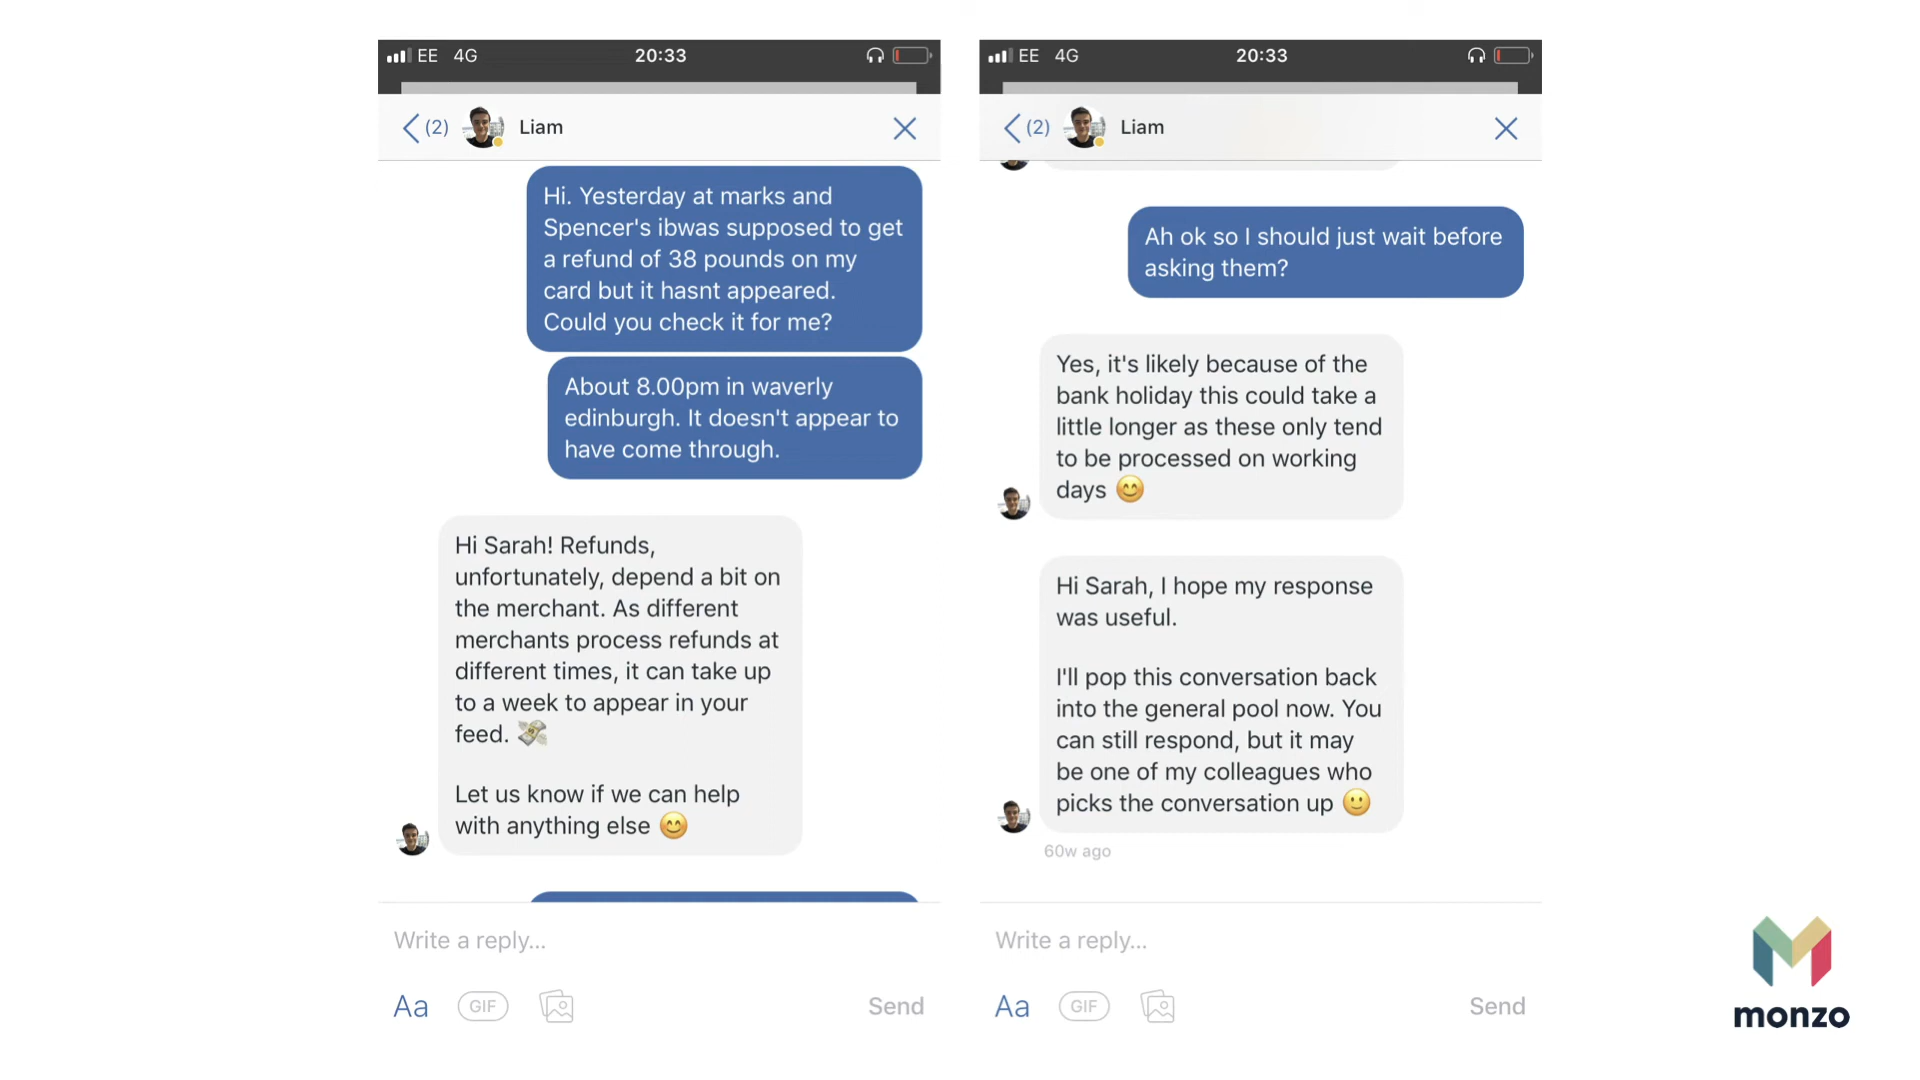 EE 4G 20:33
(2) Liam
Hi. Yesterday at marks and
Spencer's ibwas supposed to get
a refund of 38 pounds on my
card but it hasnt appeared.
Could you check it for me?
About 8.00pm in waverly
edinburgh. It doesn't appear to
have come through.
Hi Sarah! Refunds,
unfortunately, depend a bit on
the merchant. As different
merchants process refunds at
different times, it can take up
to a week to appear in your
feed. 💸
Let us know if we can help
with anything else 😊
Write a reply...
Aa GIF Send
EE 4G 20:33
(2) Liam
Ah ok so I should just wait before
asking them?
Yes, it's likely because of the
bank holiday this could take a
little longer as these only tend
to be processed on working
days 😊
Hi Sarah, I hope my response
was useful.
I'll pop this conversation back
into the general pool now. You
can still respond, but it may
be one of my colleagues who
picks the conversation up 🙂
60w ago
Write a reply...
Aa GIF Send
monzo